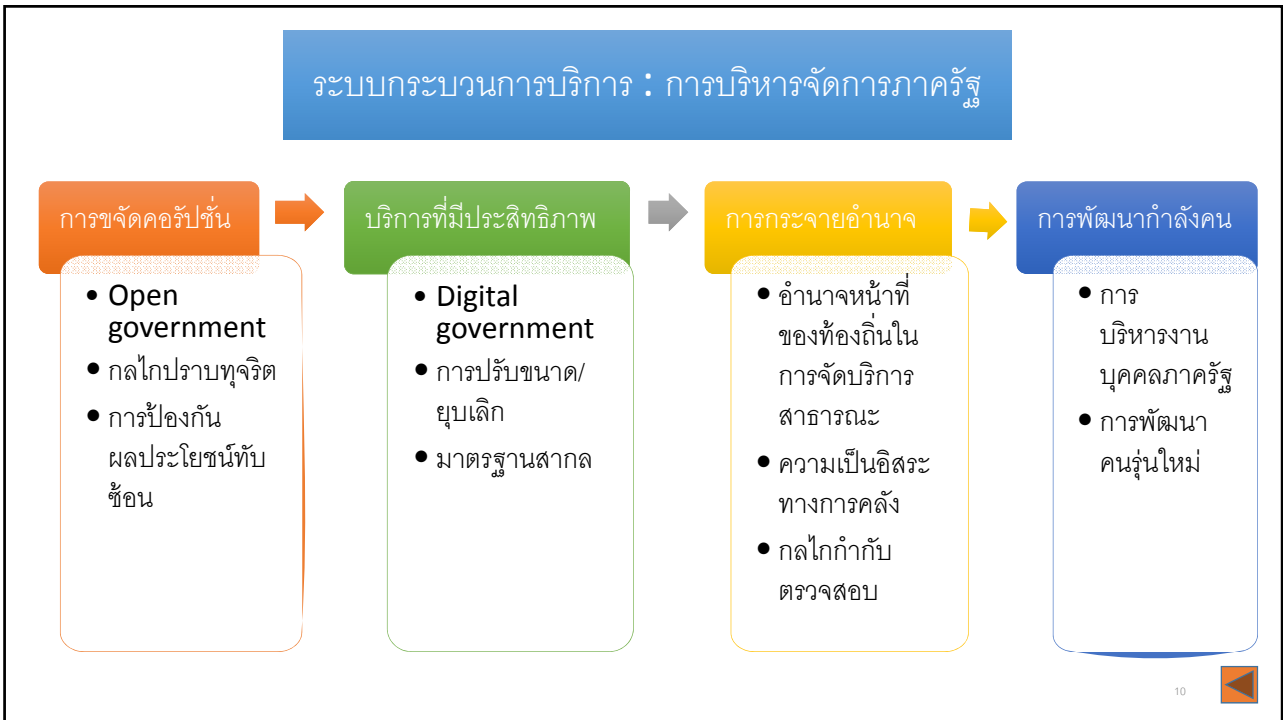 ระบบกระบวนการบริการ : การบริหารจัดการภาครัฐ
การขจัดคอรัปชั่น
• Open
government
• กลไกปราบทุจริต
• การป้องกัน
ผลประโยชน์ทับ
ซ้อน
บริการที่มีประสิทธิภาพ
• Digital
government
• การปรับขนาด/
ยุบเลิก
• มาตรฐานสากล
การกระจายอำนาจ
• อำนาจหน้าที่
ของท้องถิ่นใน
การจัดบริการ
สาธารณะ
• ความเป็นอิสระ
ทางการคลัง
• กลไกกำกับ
ตรวจสอบ
การพัฒนากำลังคน
• การ
บริหารงาน
บุคคลภาครัฐ
• การพัฒนา
คนรุ่นใหม่
10